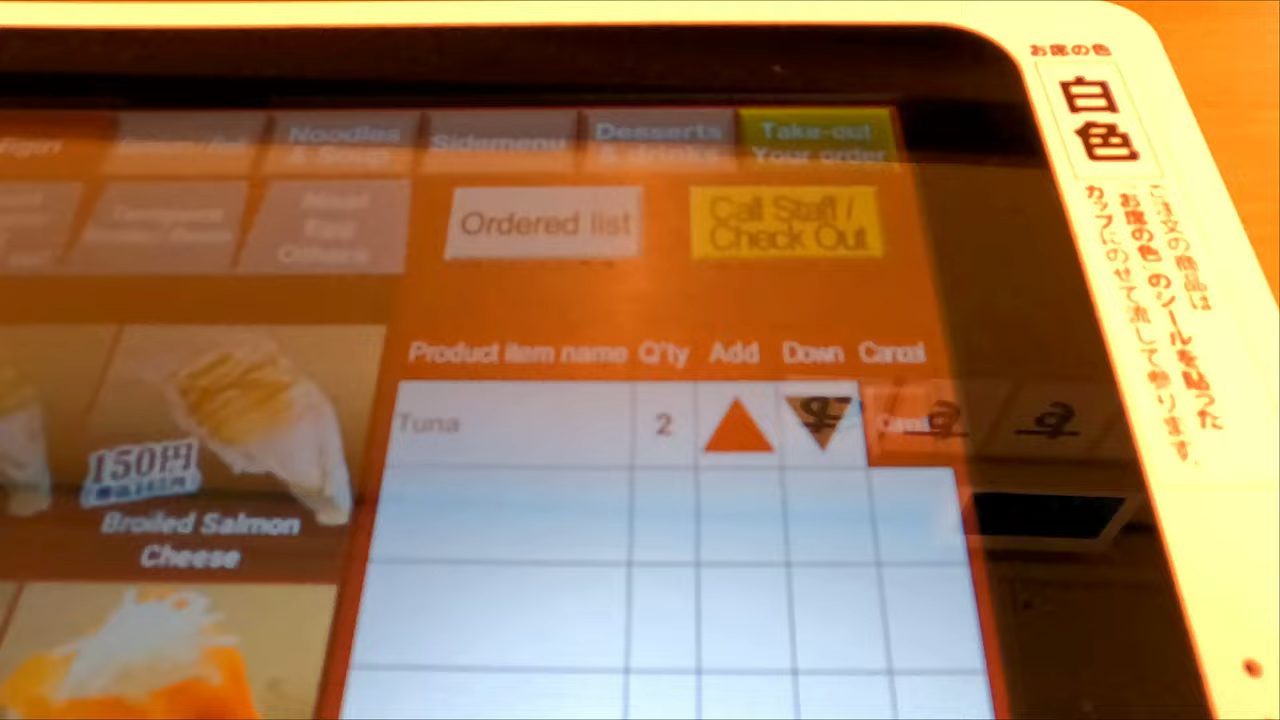 お席の色
白色
ご注文の商品は
"お席の色"のシールを貼った
カップにのせて流して参ります。
Noodles
& Soup
Sidemenu
Desserts
& drinks
Take-out
Your order
Meat
Egg
Others
Ordered list
Call Staff /
Check Out
Product item name Q'ty Add Down Cancel
Tuna 2
150円
Broiled Salmon
Cheese